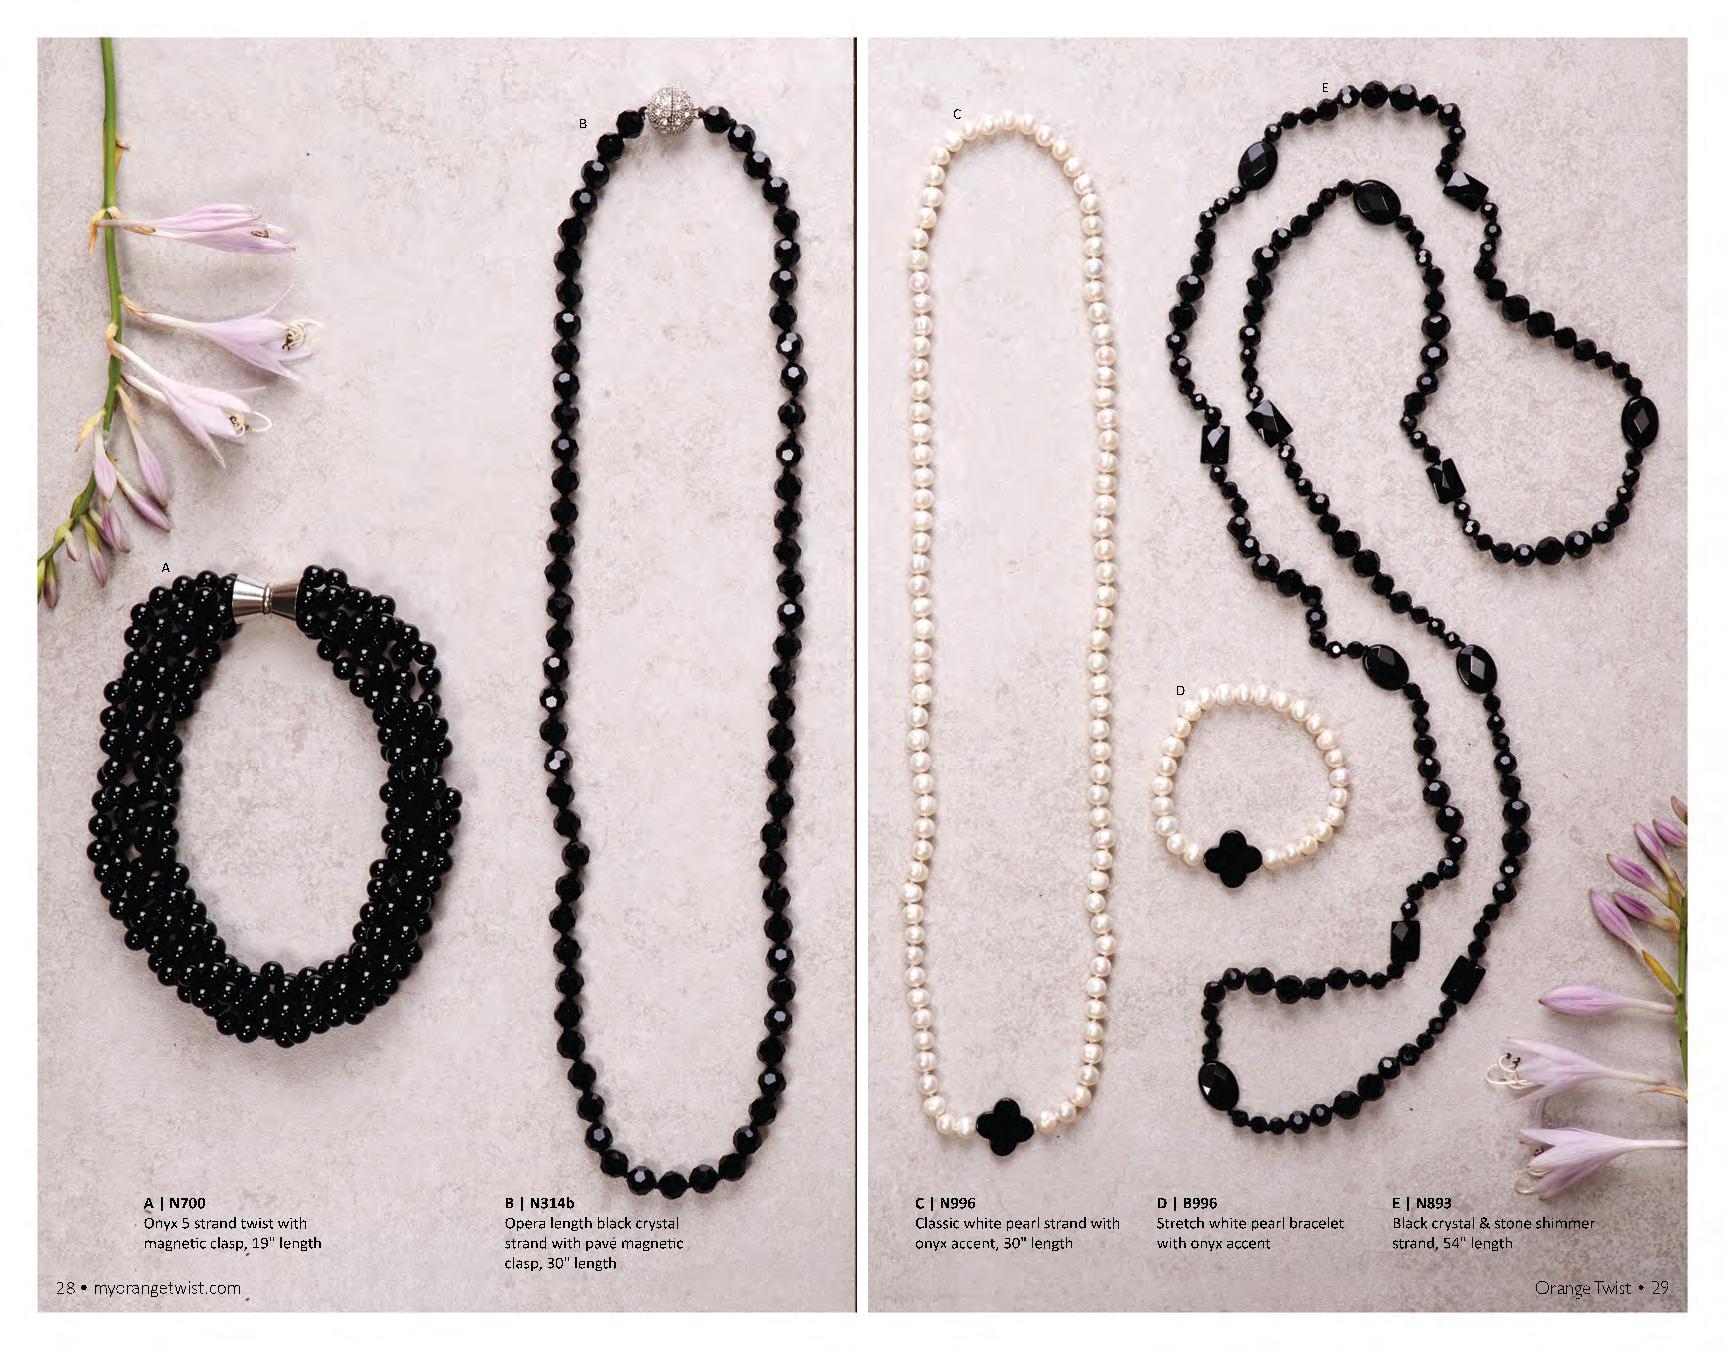 A
B
C
D
E
A | N700
Onyx 5 strand twist with
magnetic clasp, 19" length
B | N314b
Opera length black crystal
strand with pavé magnetic
clasp, 30" length
C | N996
Classic white pearl strand with
onyx accent, 30" length
D | B996
Stretch white pearl bracelet
with onyx accent
E | N893
Black crystal & stone shimmer
strand, 54" length
28 • myorangetwist.com
Orange Twist • 29